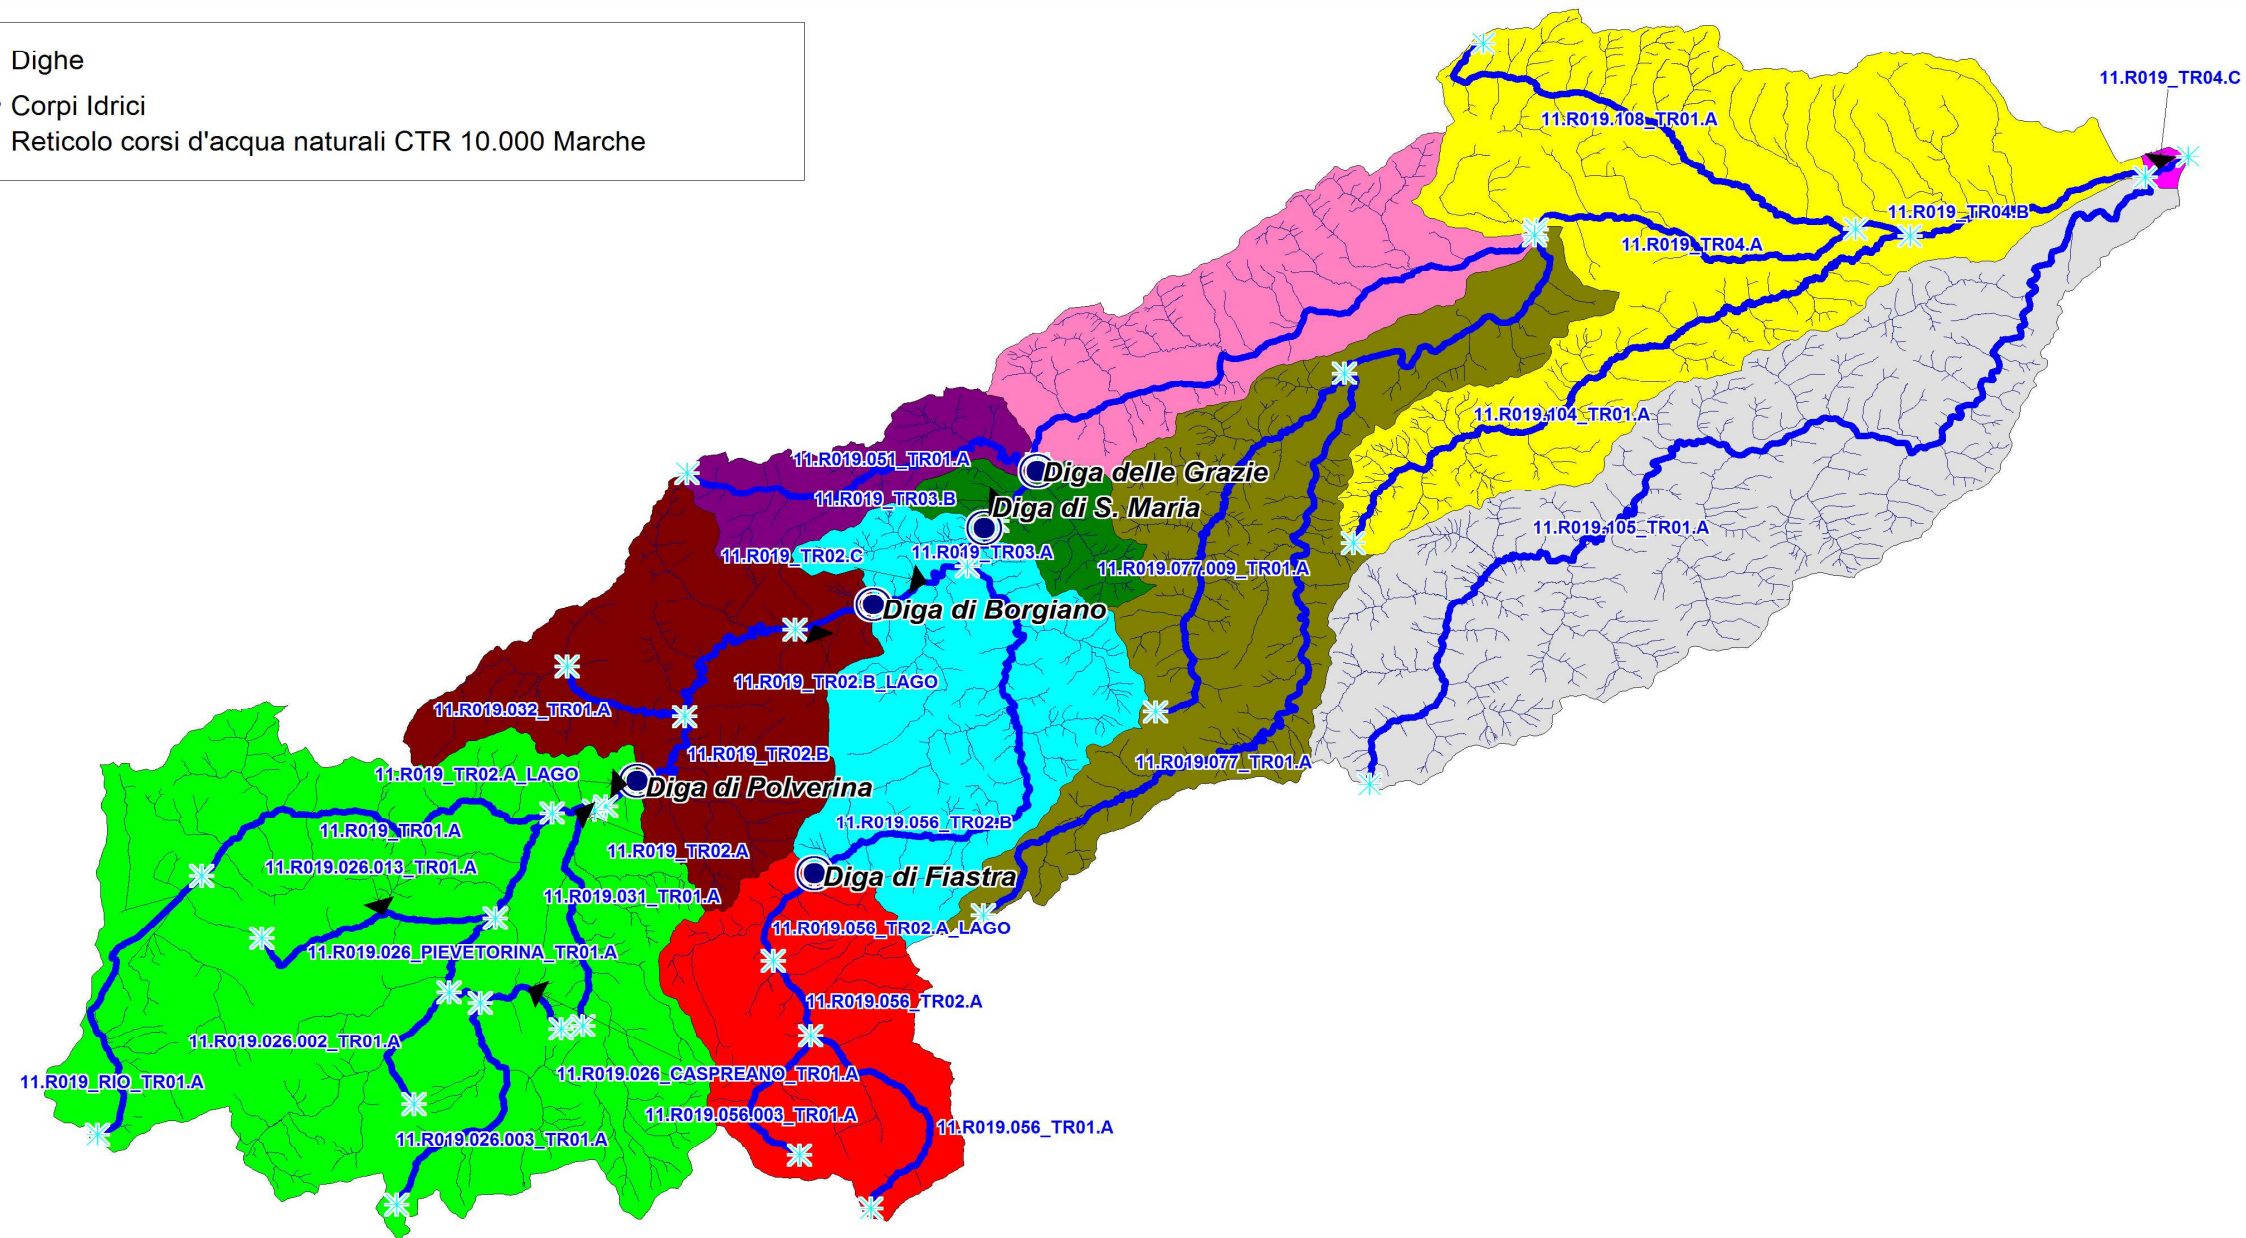 Dighe
Corpi Idrici
Reticolo corsi d'acqua naturali CTR 10.000 Marche
11.R019_TR04.C
11.R019.108_TR01.A
11.R019_TR04.B
11.R019_TR04.A
11.R019.104_TR01.A
11.R019.051_TR01.A
Diga delle Grazie
11.R019_TR03.B
Diga di S. Maria
11.R019.105_TR01.A
11.R019_TR02.C
11.R019_TR03.A
11.R019.077.009_TR01.A
Diga di Borgiano
11.R019_TR02.B_LAGO
11.R019.032_TR01.A
11.R019_TR02.B
11.R019.077_TR01.A
11.R019_TR02.A_LAGO
Diga di Polverina
11.R019_TR01.A
11.R019.056_TR02.B
11.R019_TR02.A
11.R019.026.013_TR01.A
Diga di Fiastra
11.R019.031_TR01.A
11.R019.056_TR02.A_LAGO
11.R019.026_PIEVETORINA_TR01.A
11.R019.056_TR02.A
11.R019.026.002_TR01.A
11.R019_RIO_TR01.A
11.R019.026_CASPREANO_TR01.A
11.R019.056.003_TR01.A
11.R019.056_TR01.A
11.R019.026.003_TR01.A